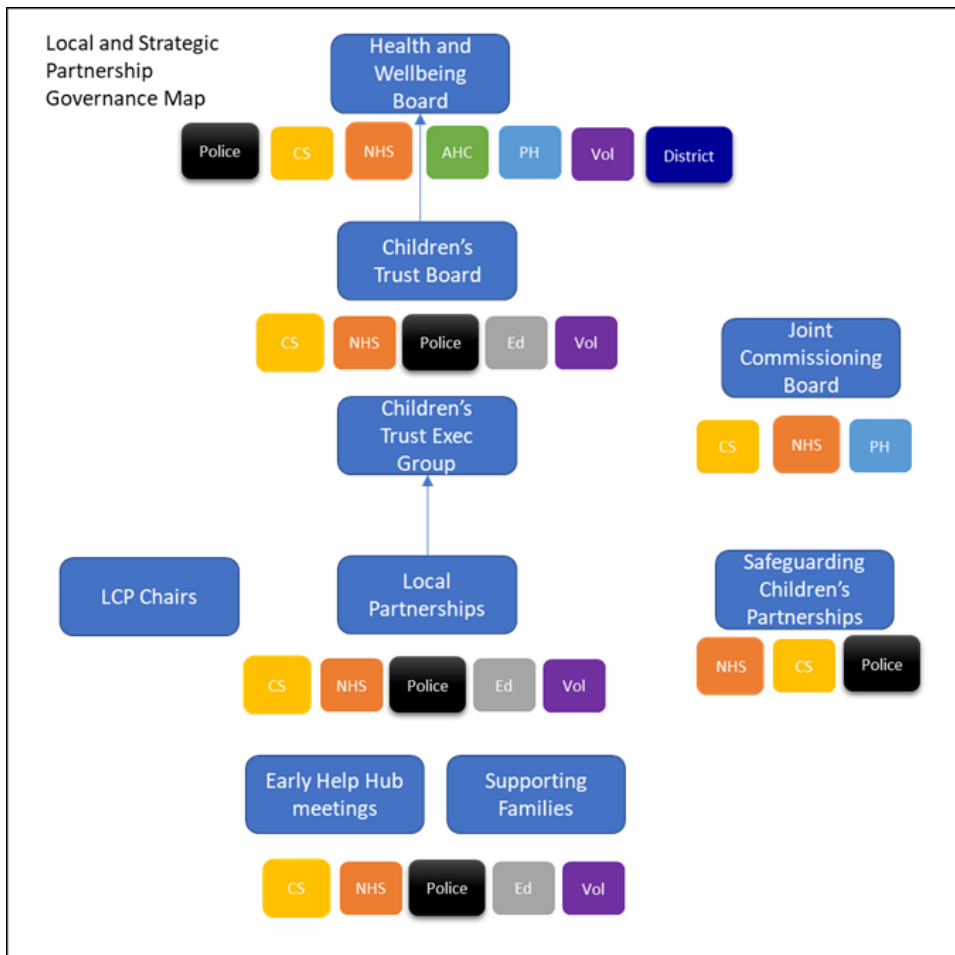 Local and Strategic
Partnership
Governance Map
Health and
Wellbeing
Board
Police
CS
NHS
AHC
PH
Vol
District
Children's
Trust Board
CS
NHS
Police
Ed
Vol
Joint
Commissioning
Board
Children's
Trust Exec
Group
CS
NHS
PH
LCP Chairs
Local
Partnerships
Safeguarding
Children's
Partnerships
NHS
CS
Police
CS
NHS
Police
Ed
Vol
Early Help Hub
meetings
Supporting
Families
CS
NHS
Police
Ed
Vol